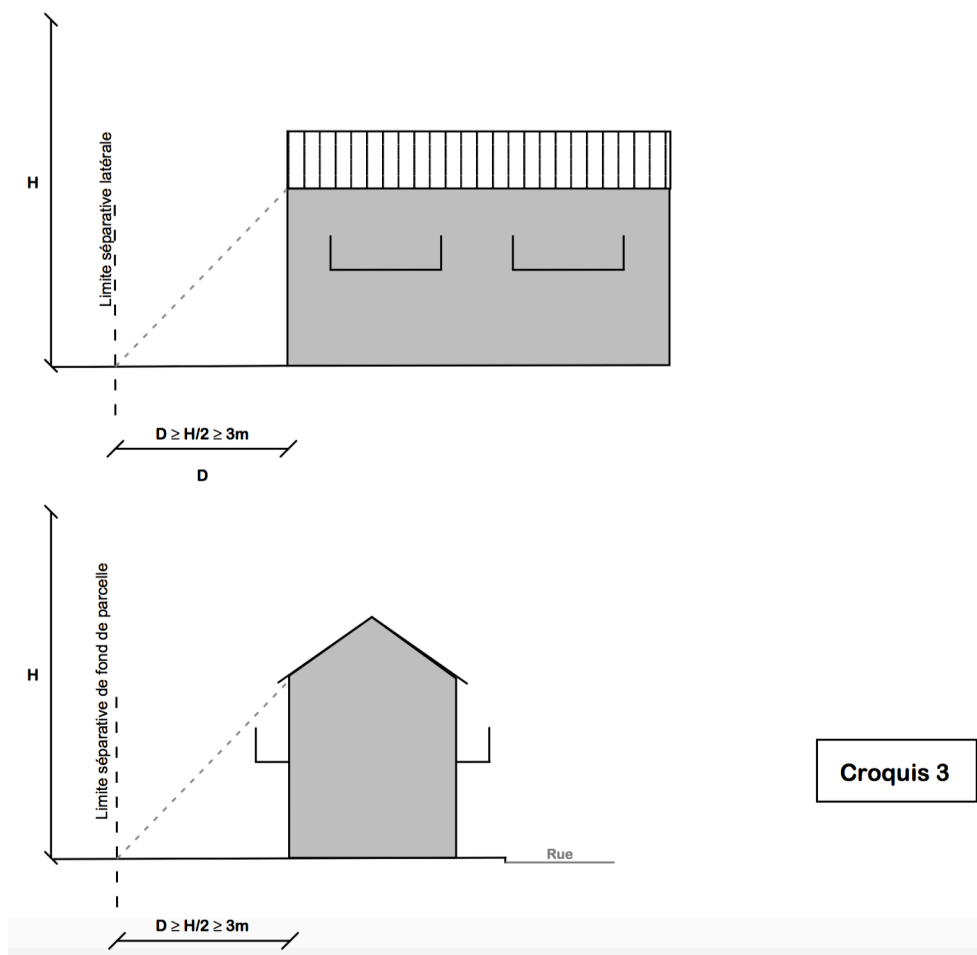 H
Limite séparative latérale
D ≥ H/2 ≥ 3m
D
H
Limite séparative de fond de parcelle
Croquis 3
Rue
D ≥ H/2 ≥ 3m